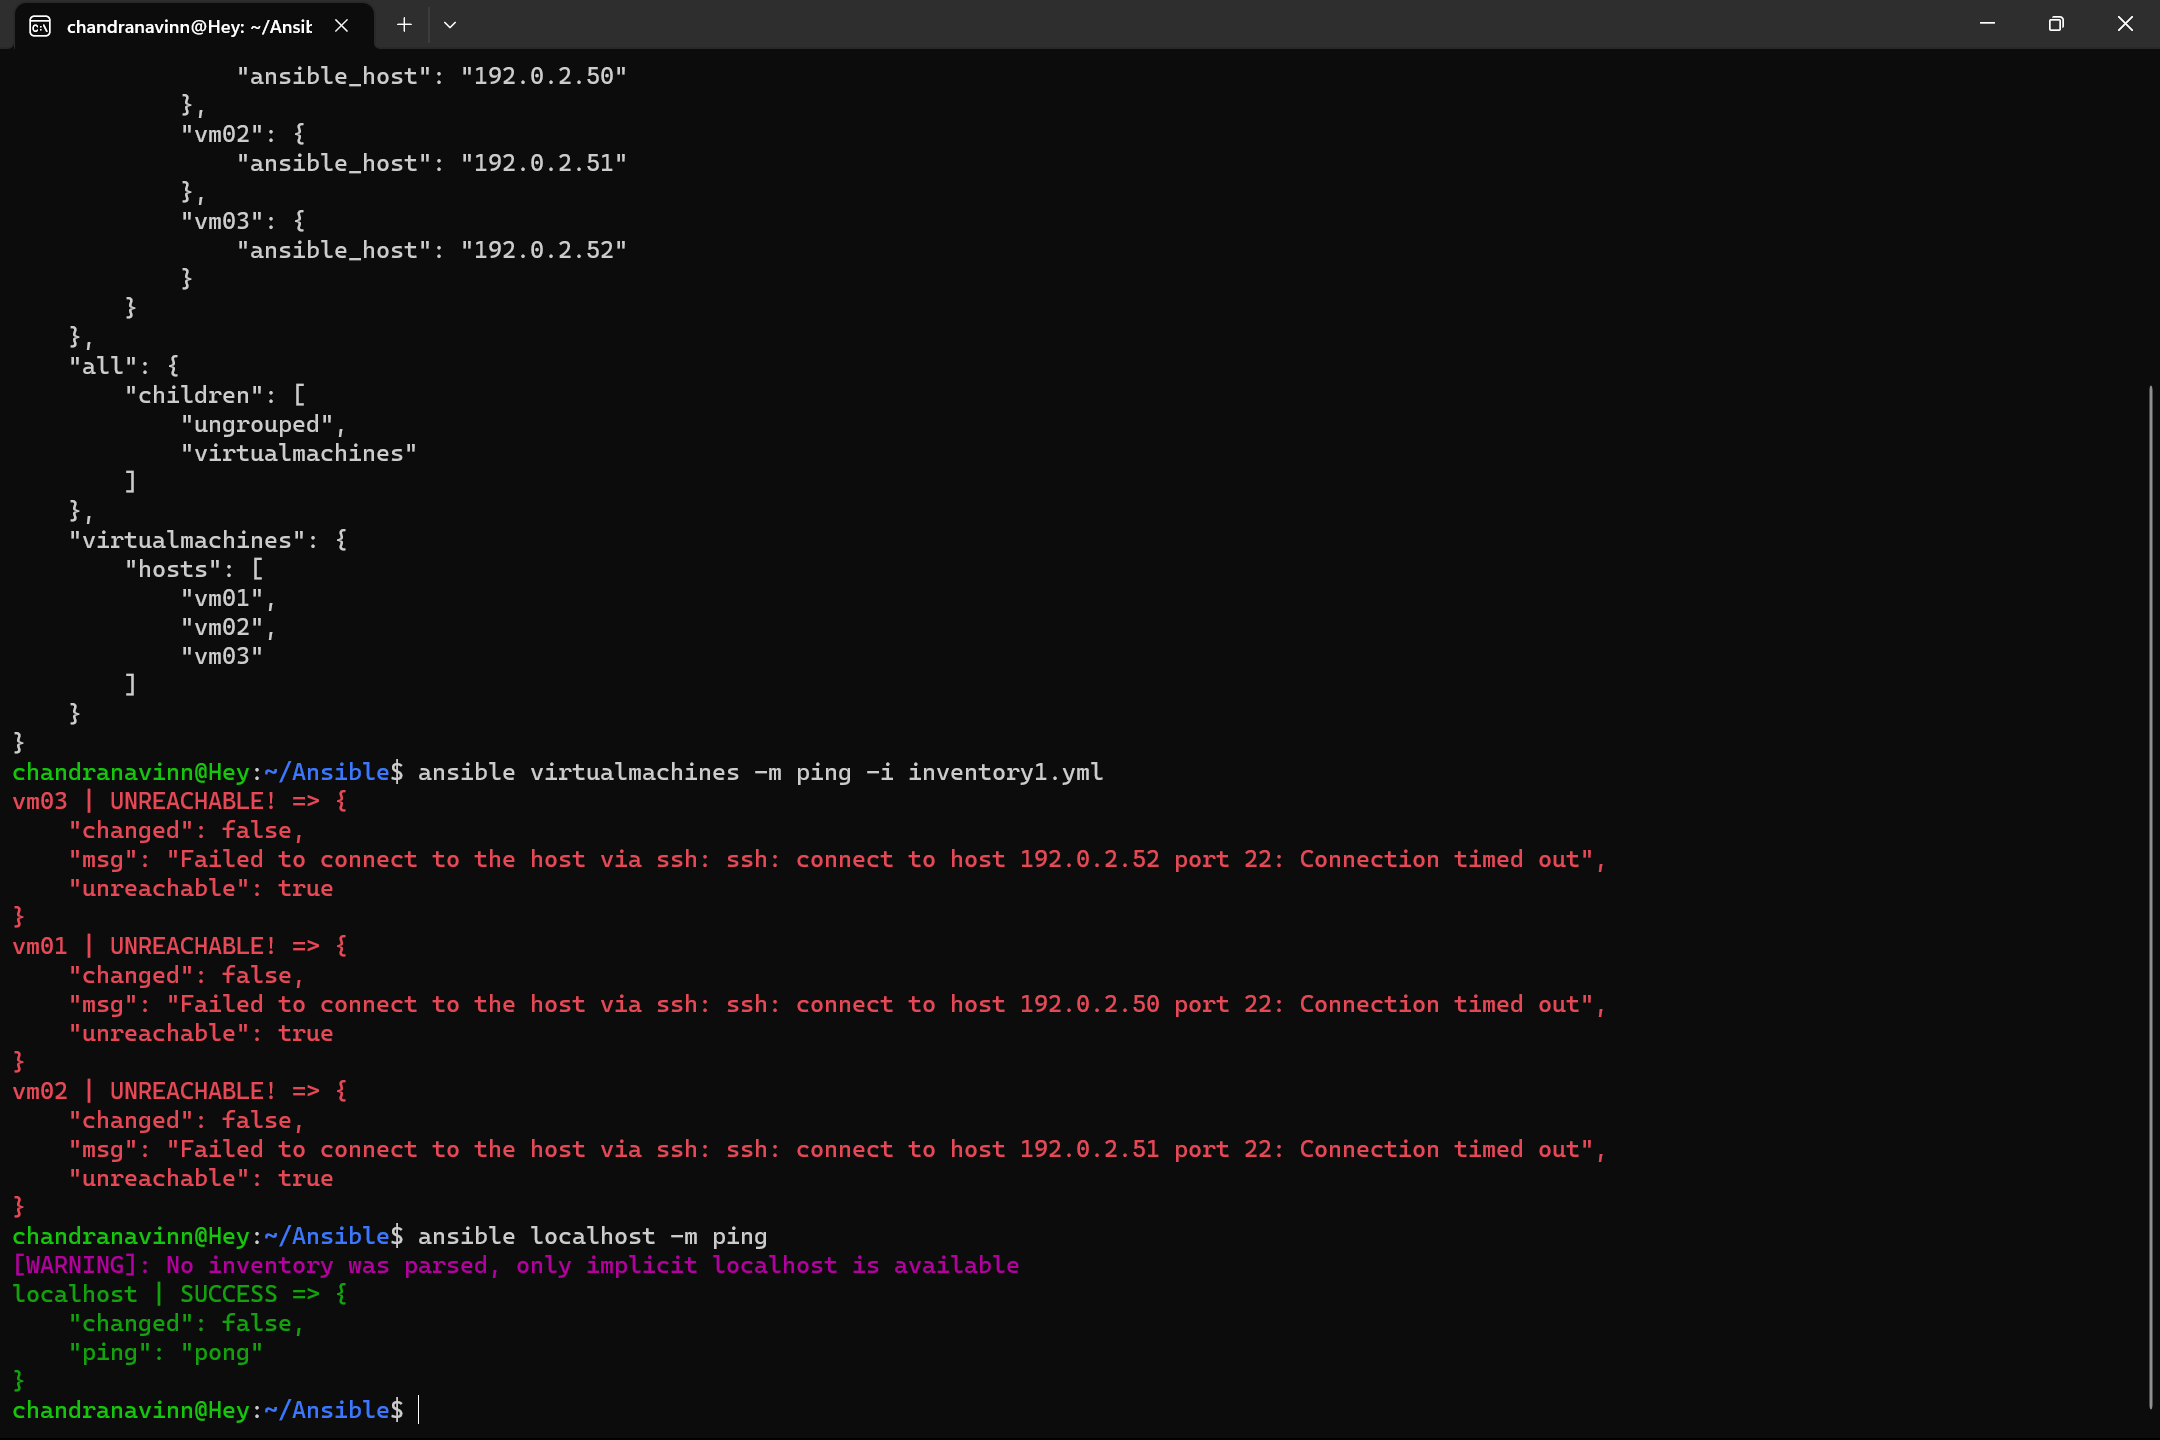 chandranavinn@Hey: ~/Ansit
"ansible_host": "192.0.2.50"
},
"vm02": {
"ansible_host": "192.0.2.51"
},
"vm03": {
"ansible_host": "192.0.2.52"
}
}
},
"all": {
"children": [
"ungrouped",
"virtualmachines"
]
},
"virtualmachines": {
"hosts": [
"vm01",
"vm02",
"vm03"
]
}
}
chandranavinn@Hey:~/Ansible$ ansible virtualmachines -m ping -i inventory1.yml
vm03 | UNREACHABLE! => {
"changed": false,
"msg": "Failed to connect to the host via ssh: ssh: connect to host 192.0.2.52 port 22: Connection timed out",
"unreachable": true
}
vm01 | UNREACHABLE! => {
"changed": false,
"msg": "Failed to connect to the host via ssh: ssh: connect to host 192.0.2.50 port 22: Connection timed out",
"unreachable": true
}
vm02 | UNREACHABLE! => {
"changed": false,
"msg": "Failed to connect to the host via ssh: ssh: connect to host 192.0.2.51 port 22: Connection timed out",
"unreachable": true
}
chandranavinn@Hey:~/Ansible$ ansible localhost -m ping
[WARNING]: No inventory was parsed, only implicit localhost is available
localhost | SUCCESS => {
"changed": false,
"ping": "pong"
}
chandranavinn@Hey:~/Ansible$